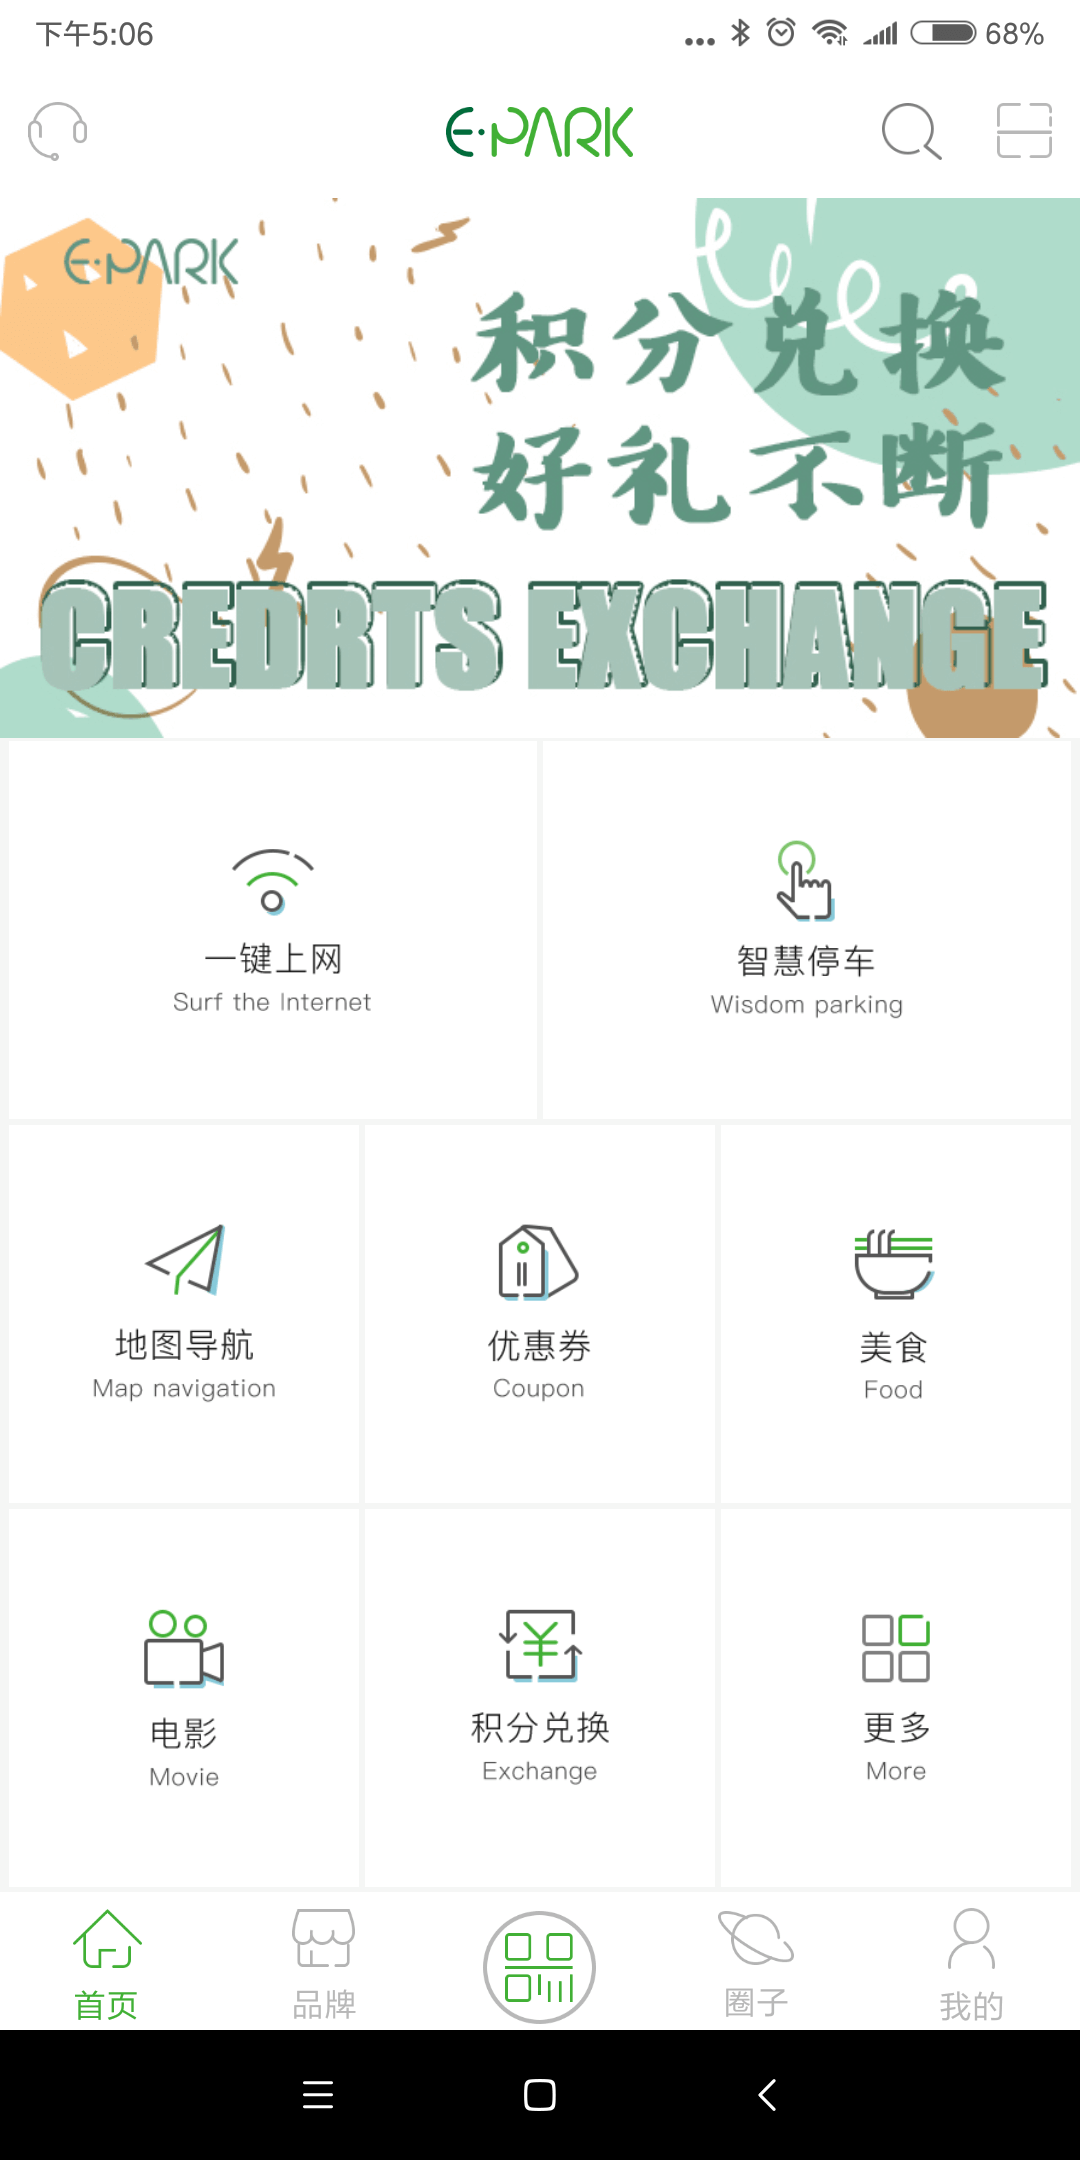 下午5:06
68%
E·PARK
E·PARK
积分兑换
好礼不断
CREDRTS EXCHANGE
一键上网
Surf the Internet
智慧停车
Wisdom parking
地图导航
Map navigation
优惠券
Coupon
美食
Food
电影
Movie
积分兑换
Exchange
更多
More
首页
品牌
圈子
我的